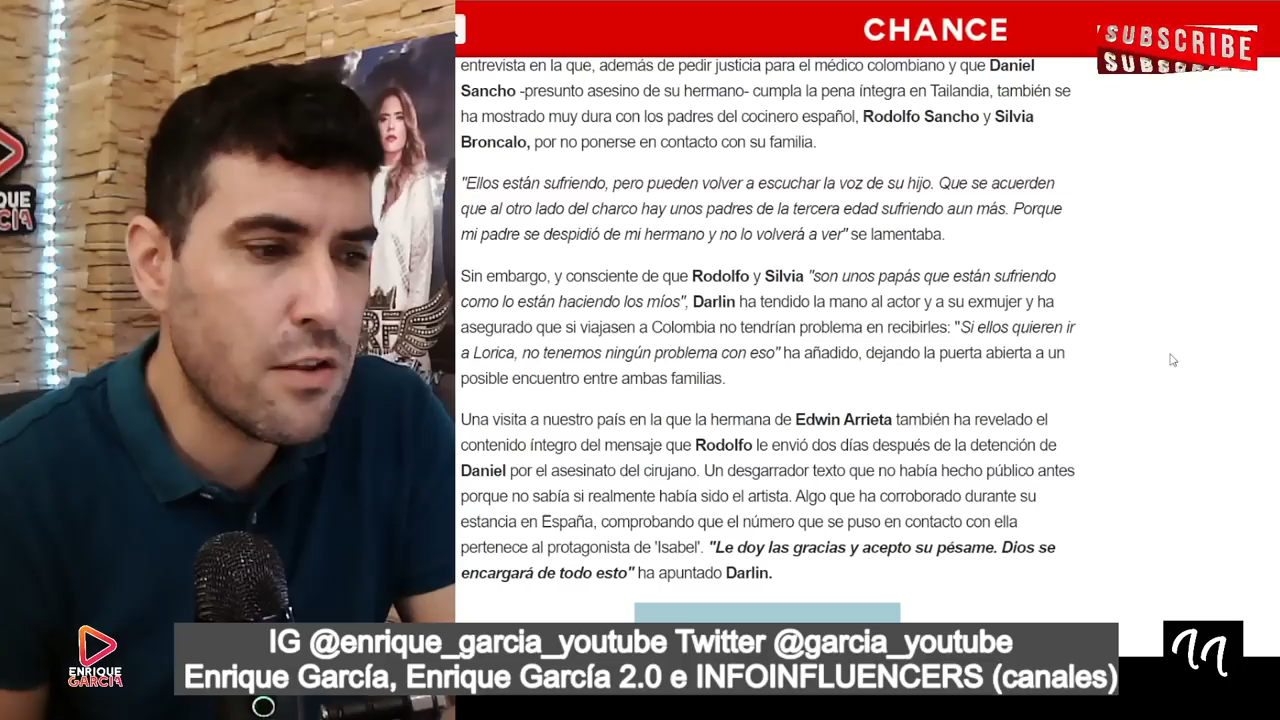 CHANCE
SUBSCRIBE
entrevista en la que, además de pedir justicia para el médico colombiano y que Daniel
Sancho -presunto asesino de su hermano- cumpla la pena íntegra en Tailandia, también se
ha mostrado muy dura con los padres del cocinero español, Rodolfo Sancho y Silvia
Broncalo, por no ponerse en contacto con su familia.
"Ellos están sufriendo, pero pueden volver a escuchar la voz de su hijo. Que se acuerden
que al otro lado del charco hay unos padres de la tercera edad sufriendo aun más. Porque
mi padre se despidió de mi hermano y no lo volverá a ver" se lamentaba.
Sin embargo, y consciente de que Rodolfo y Silvia "son unos papás que están sufriendo
como lo están haciendo los míos", Darlin ha tendido la mano al actor y a su exmujer y ha
asegurado que si viajasen a Colombia no tendrían problema en recibirles: "Si ellos quieren ir
a Lorica, no tenemos ningún problema con eso" ha añadido, dejando la puerta abierta a un
posible encuentro entre ambas familias.
Una visita a nuestro país en la que la hermana de Edwin Arrieta también ha revelado el
contenido íntegro del mensaje que Rodolfo le envió dos días después de la detención de
Daniel por el asesinato del cirujano. Un desgarrador texto que no había hecho público antes
porque no sabía si realmente había sido el artista. Algo que ha corroborado durante su
estancia en España, comprobando que el número que se puso en contacto con ella
pertenece al protagonista de 'Isabel'. "Le doy las gracias y acepto su pésame. Dios se
encargará de todo esto" ha apuntado Darlin.
IG @enrique_garcia_youtube Twitter @garcia_youtube
Enrique García, Enrique García 2.0 e INFOINFLUENCERS (canales)
ENRIQUE
GARCIA